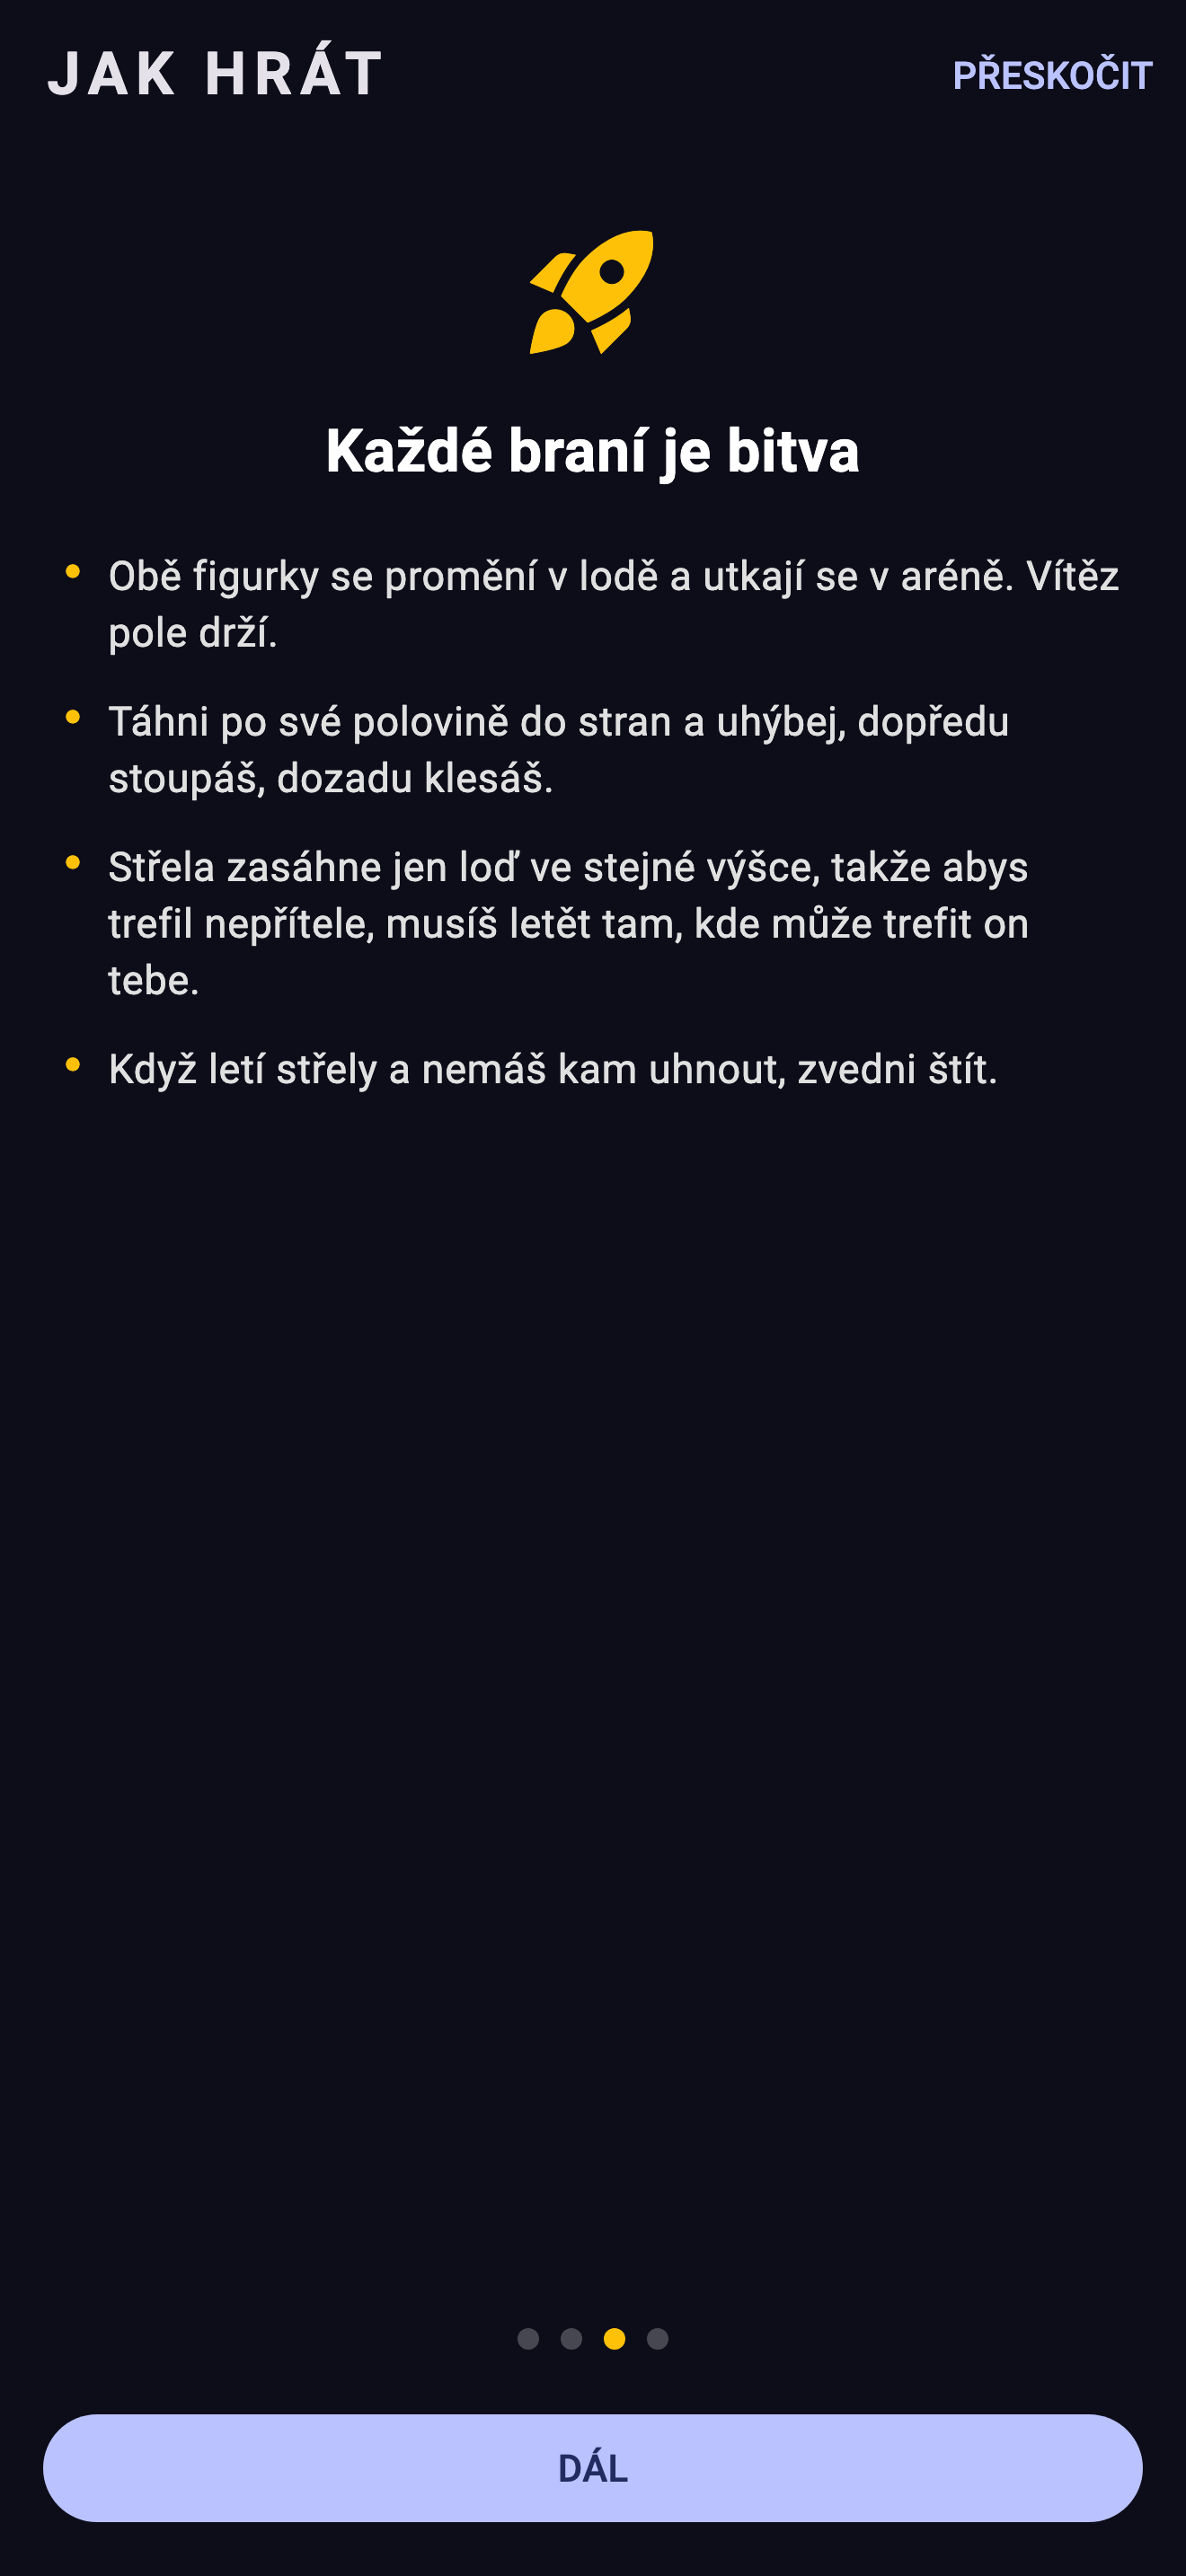 JAK HRÁT
PŘESKOČIT
Každé braní je bitva
Obě figurky se promění v lodě a utkají se v aréně. Vítěz
pole drží.
Táhni po své polovině do stran a uhýbej, dopředu
stoupáš, dozadu klesáš.
Střela zasáhne jen loď ve stejné výšce, takže abys
trefil nepřítele, musíš letět tam, kde může trefit on
tebe.
Když letí střely a nemáš kam uhnout, zvedni štít.
DÁL